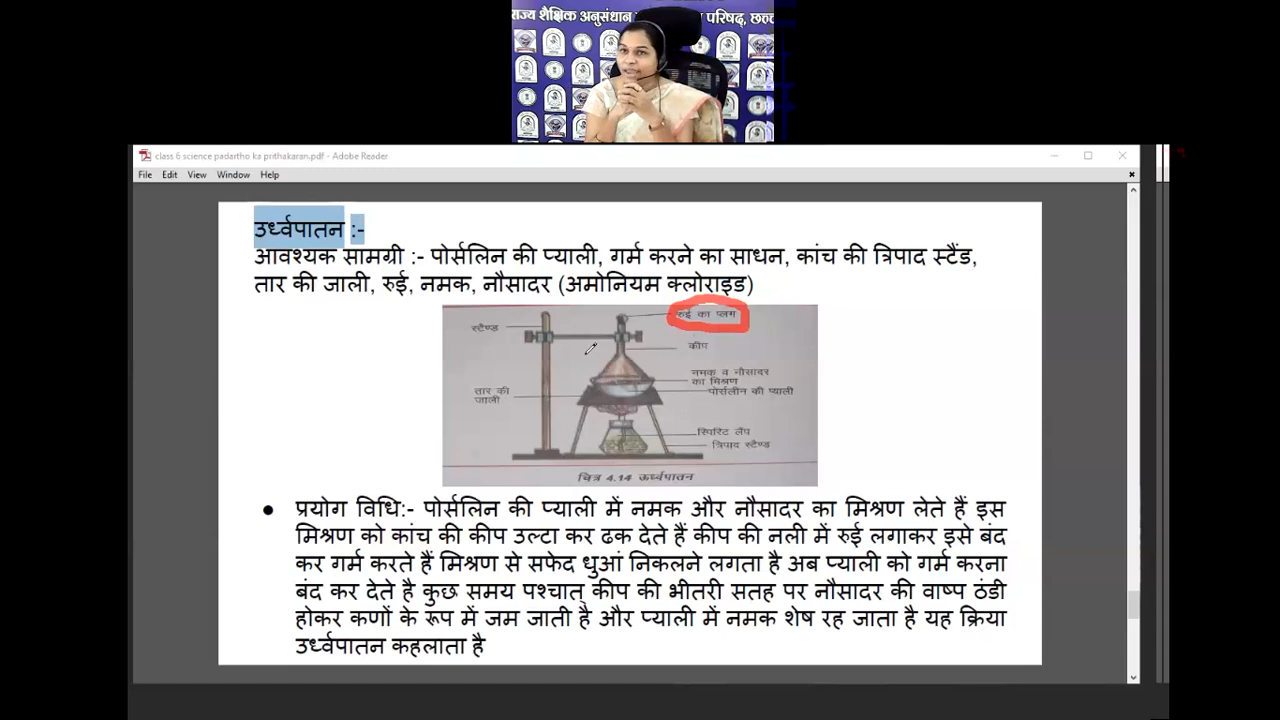 राज्य शैक्षिक अनुसंधान
परिषद, छत्त
class 6 science padartho ka prithakaran.pdf - Adobe Reader
File Edit View Window Help
उर्ध्वपातन :-
आवश्यक सामग्री :- पोर्सलिन की प्याली, गर्म करने का साधन, कांच की त्रिपाद स्टैंड,
तार की जाली, रुई, नमक, नौसादर (अमोनियम क्लोराइड)
रुई का प्लग
स्टैण्ड
कीप
नमक व नौसादर
का मिश्रण
तार की
जाली
पोर्सलीन की प्याली
स्पिरिट लैंप
त्रिपाद स्टैण्ड
चित्र 4.14 ऊर्ध्वपातन
● प्रयोग विधि:- पोर्सलिन की प्याली में नमक और नौसादर का मिश्रण लेते हैं इस
मिश्रण को कांच की कीप उल्टा कर ढक देते हैं कीप की नली में रुई लगाकर इसे बंद
कर गर्म करते हैं मिश्रण से सफेद धुआं निकलने लगता है अब प्याली को गर्म करना
बंद कर देते है कुछ समय पश्चात् कीप की भीतरी सतह पर नौसादर की वाष्प ठंडी
होकर कणों के रूप में जम जाती है और प्याली में नमक शेष रह जाता है यह क्रिया
उर्ध्वपातन कहलाता है